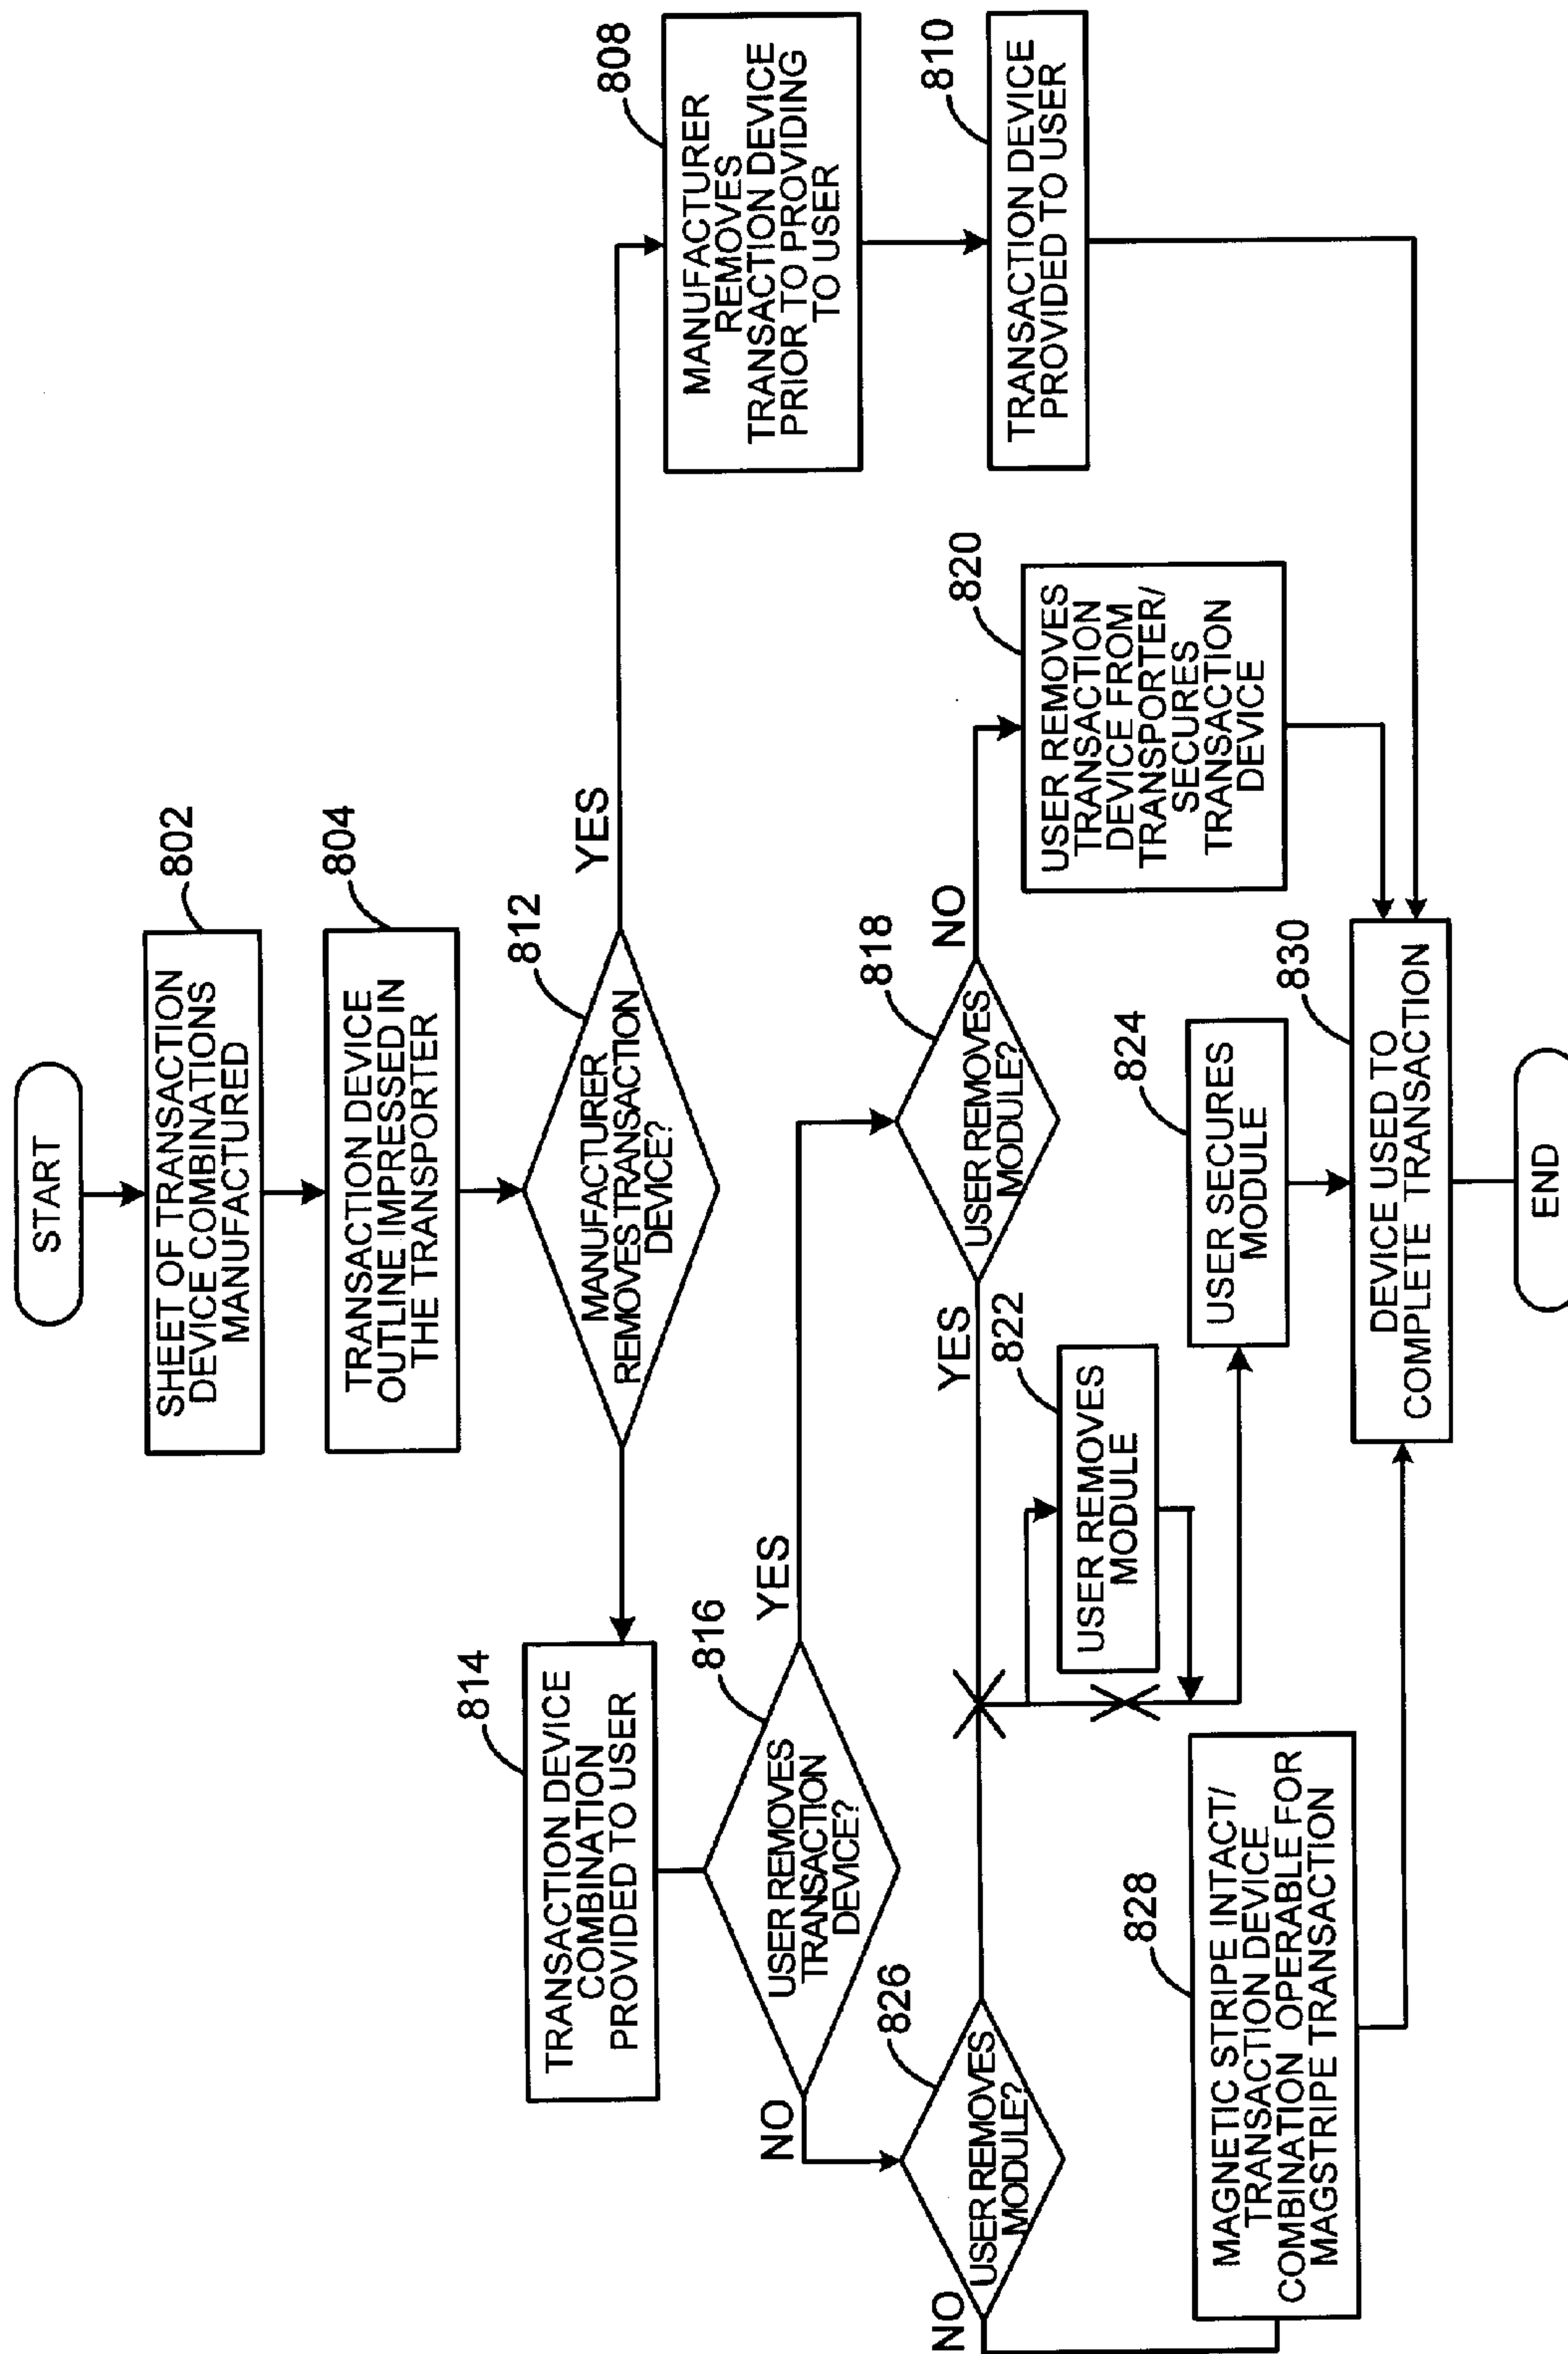 START
802
SHEET OF TRANSACTION
DEVICE COMBINATIONS
MANUFACTURED
804
TRANSACTION DEVICE
OUTLINE IMPRESSED IN
THE TRANSPORTER
812
MANUFACTURER
REMOVES TRANSACTION
DEVICE?
YES
808
MANUFACTURER
REMOVES
TRANSACTION DEVICE
PRIOR TO PROVIDING
TO USER
810
TRANSACTION DEVICE
PROVIDED TO USER
814
TRANSACTION DEVICE
COMBINATION
PROVIDED TO USER
816
USER REMOVES
TRANSACTION
DEVICE?
YES
NO
818
USER REMOVES
MODULE?
NO
YES
820
USER REMOVES
TRANSACTION
DEVICE FROM
TRANSPORTER/
SECURES
TRANSACTION
DEVICE
826
USER REMOVES
MODULE?
NO
822
USER REMOVES
MODULE
824
USER SECURES
MODULE
828
MAGNETIC STRIPE INTACT/
TRANSACTION DEVICE
COMBINATION OPERABLE FOR
MAGSTRIPE TRANSACTION
830
DEVICE USED TO
COMPLETE TRANSACTION
END